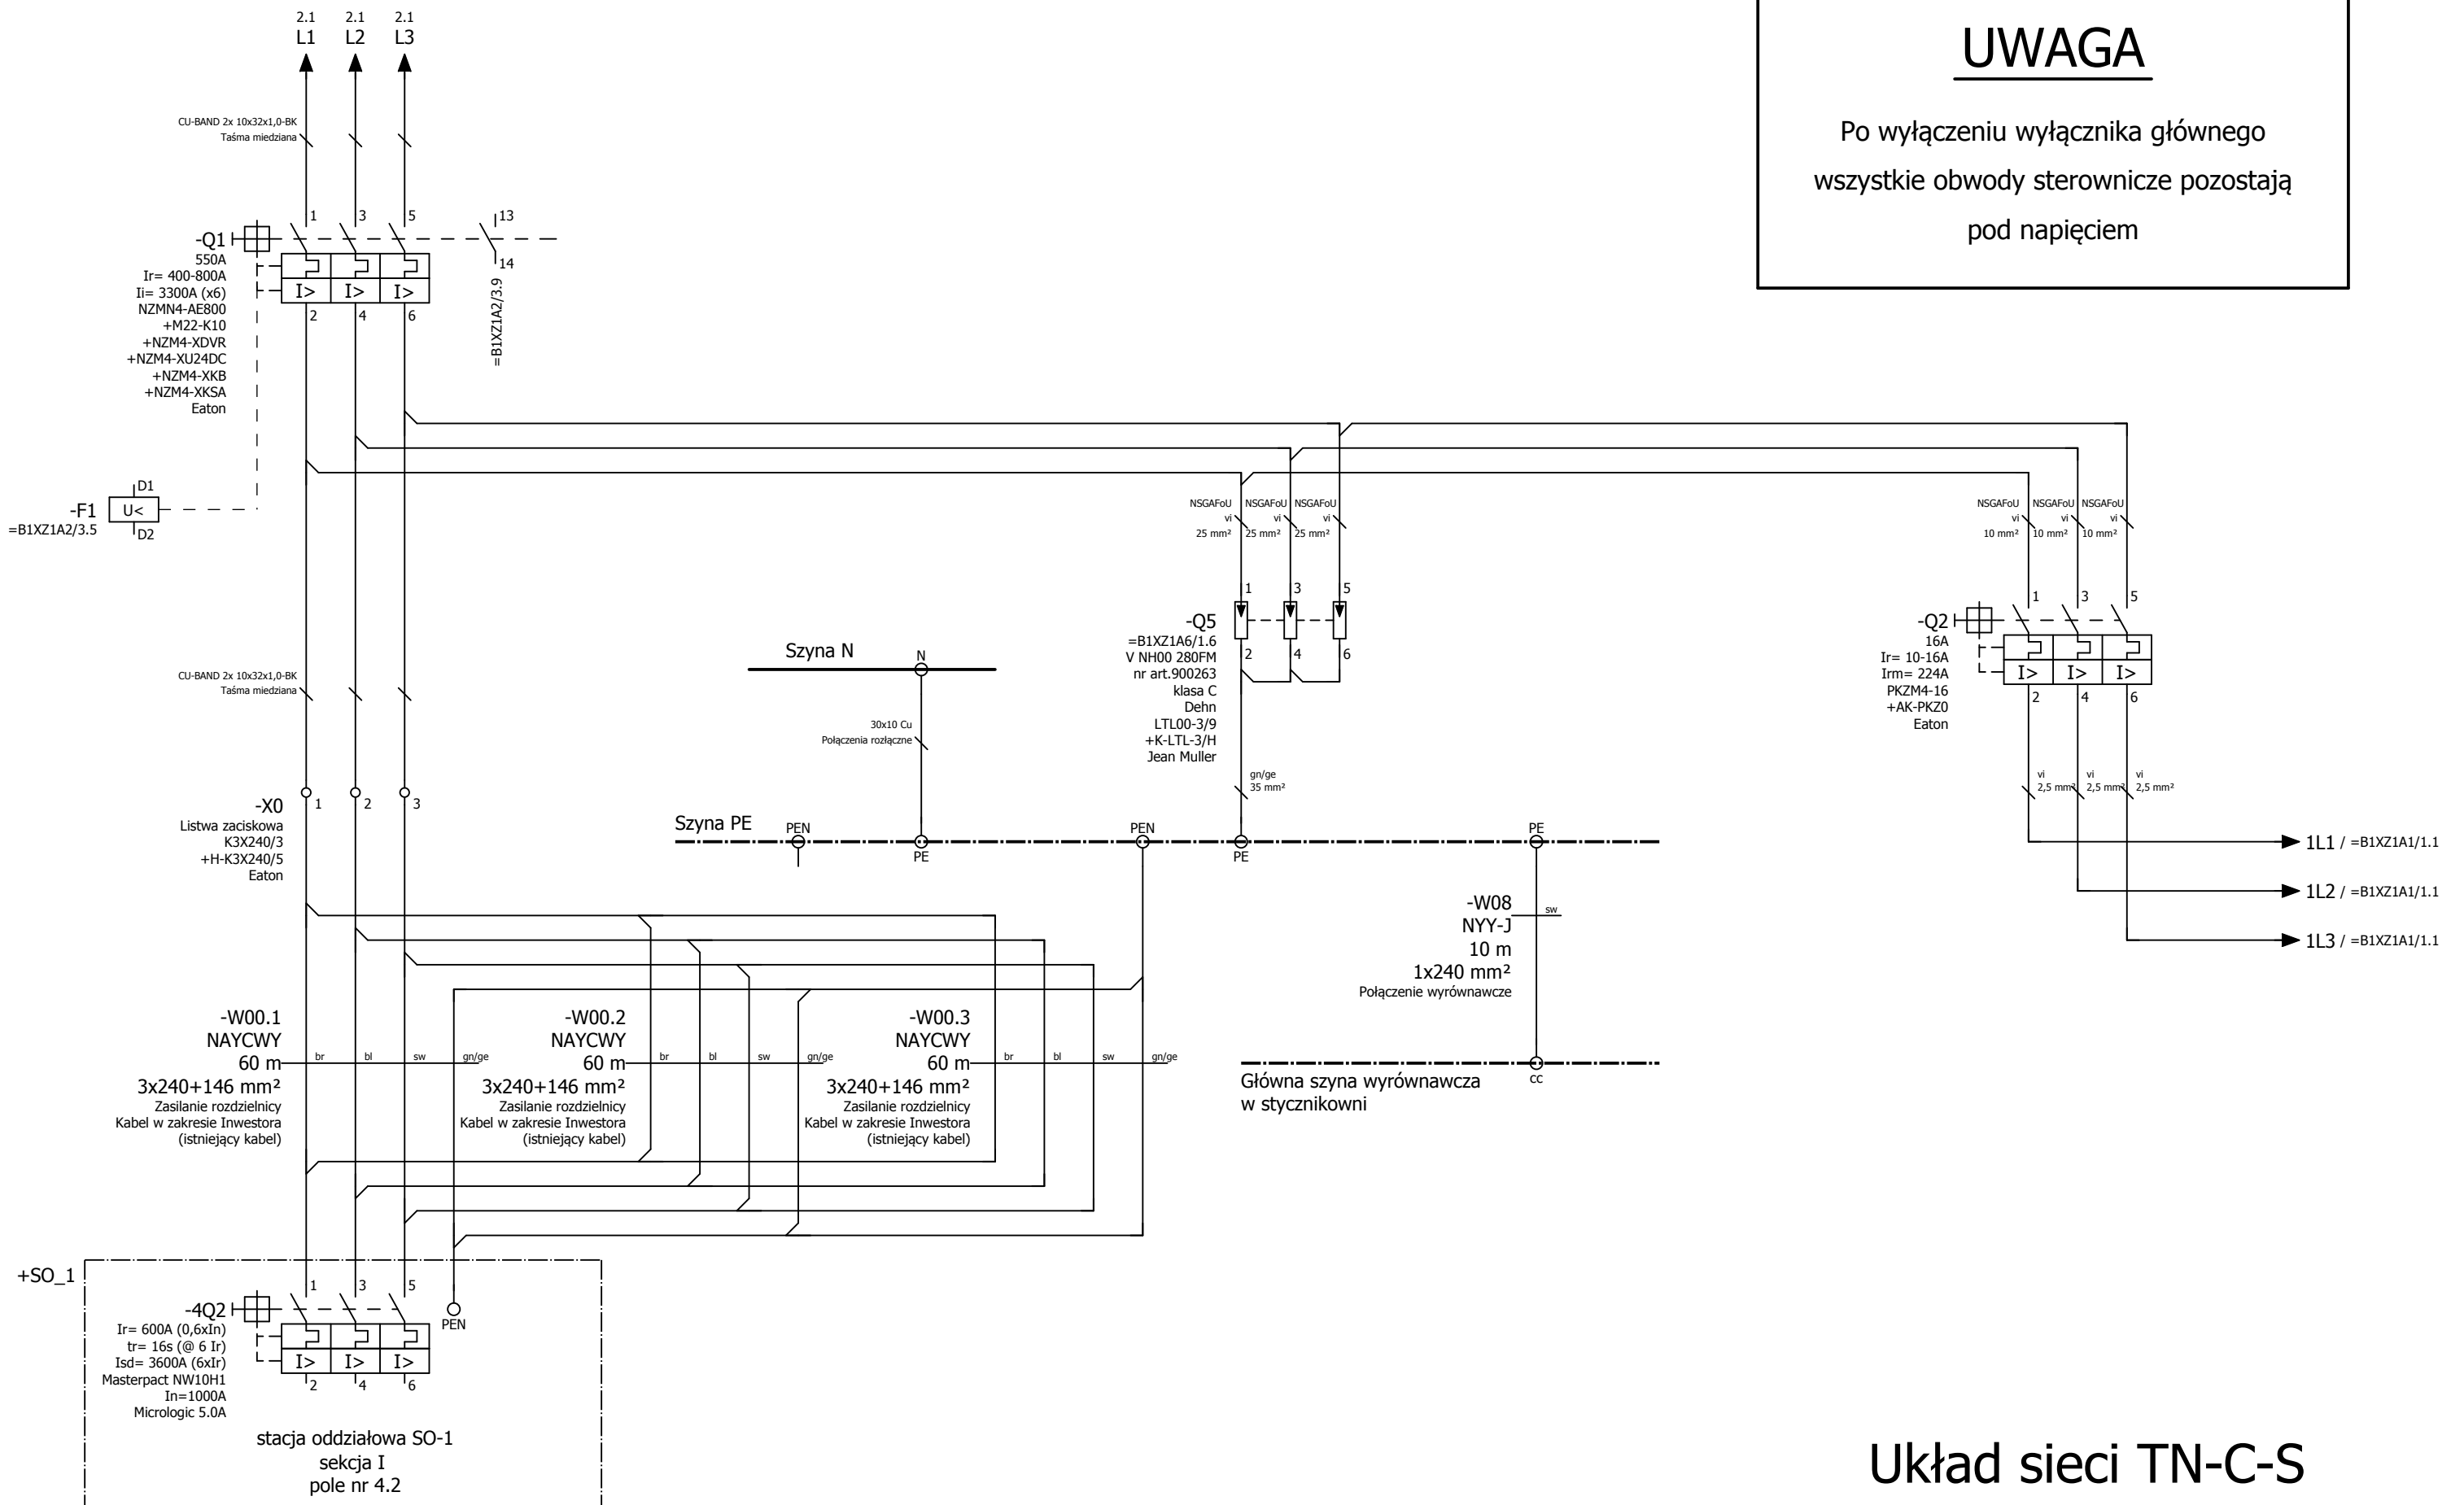 2.1 2.1 2.1
L1 L2 L3
CU-BAND 2x 10x32x1,0-BK
Taśma miedziana
UWAGA
Po wyłączeniu wyłącznika głównego
wszystkie obwody sterownicze pozostają
pod napięciem
-Q1
550A
Ir= 400-800A
Ii= 3300A (x6)
NZMN4-AE800
+M22-K10
+NZM4-XDVR
+NZM4-XU24DC
+NZM4-XKB
+NZM4-XKSA
Eaton
1 3 5
I> I> I>
2 4 6
13
14
=B1XZ1A2/3.9
-F1
=B1XZ1A2/3.5
D1
U<
D2
CU-BAND 2x 10x32x1,0-BK
Taśma miedziana
-X0
Listwa zaciskowa
K3X240/3
+H-K3X240/5
Eaton
1 2 3
Szyna N
N
30x10 Cu
Połączenia rozłączne
Szyna PE
PEN PE PEN PE PE
NSGAFoU NSGAFoU NSGAFoU
vi vi vi
25 mm² 25 mm² 25 mm²
-Q5
=B1XZ1A6/1.6
V NH00 280FM
nr art.900263
klasa C
Dehn
LTL00-3/9
+K-LTL-3/H
Jean Muller
1 3 5
2 4 6
gn/ge
35 mm²
NSGAFoU NSGAFoU NSGAFoU
vi vi vi
10 mm² 10 mm² 10 mm²
-Q2
16A
Ir= 10-16A
Irm= 224A
PKZM4-16
+AK-PKZ0
Eaton
1 3 5
I> I> I>
2 4 6
vi vi vi
2,5 mm² 2,5 mm² 2,5 mm²
1L1 / =B1XZ1A1/1.1
1L2 / =B1XZ1A1/1.1
1L3 / =B1XZ1A1/1.1
-W08
NYY-J
10 m
1x240 mm²
Połączenie wyrównawcze
sw
cc
Główna szyna wyrównawcza
w stycznikowni
-W00.1
NAYCWY
60 m
3x240+146 mm²
Zasilanie rozdzielnicy
Kabel w zakresie Inwestora
(istniejący kabel)
br bl sw gn/ge
-W00.2
NAYCWY
60 m
3x240+146 mm²
Zasilanie rozdzielnicy
Kabel w zakresie Inwestora
(istniejący kabel)
br bl sw gn/ge
-W00.3
NAYCWY
60 m
3x240+146 mm²
Zasilanie rozdzielnicy
Kabel w zakresie Inwestora
(istniejący kabel)
br bl sw gn/ge
+SO_1
-4Q2
Ir= 600A (0,6xIn)
tr= 16s (@ 6 Ir)
Isd= 3600A (6xIr)
Masterpact NW10H1
In=1000A
Micrologic 5.0A
1 3 5
I> I> I>
2 4 6
PEN
stacja oddziałowa SO-1
sekcja I
pole nr 4.2
Układ sieci TN-C-S